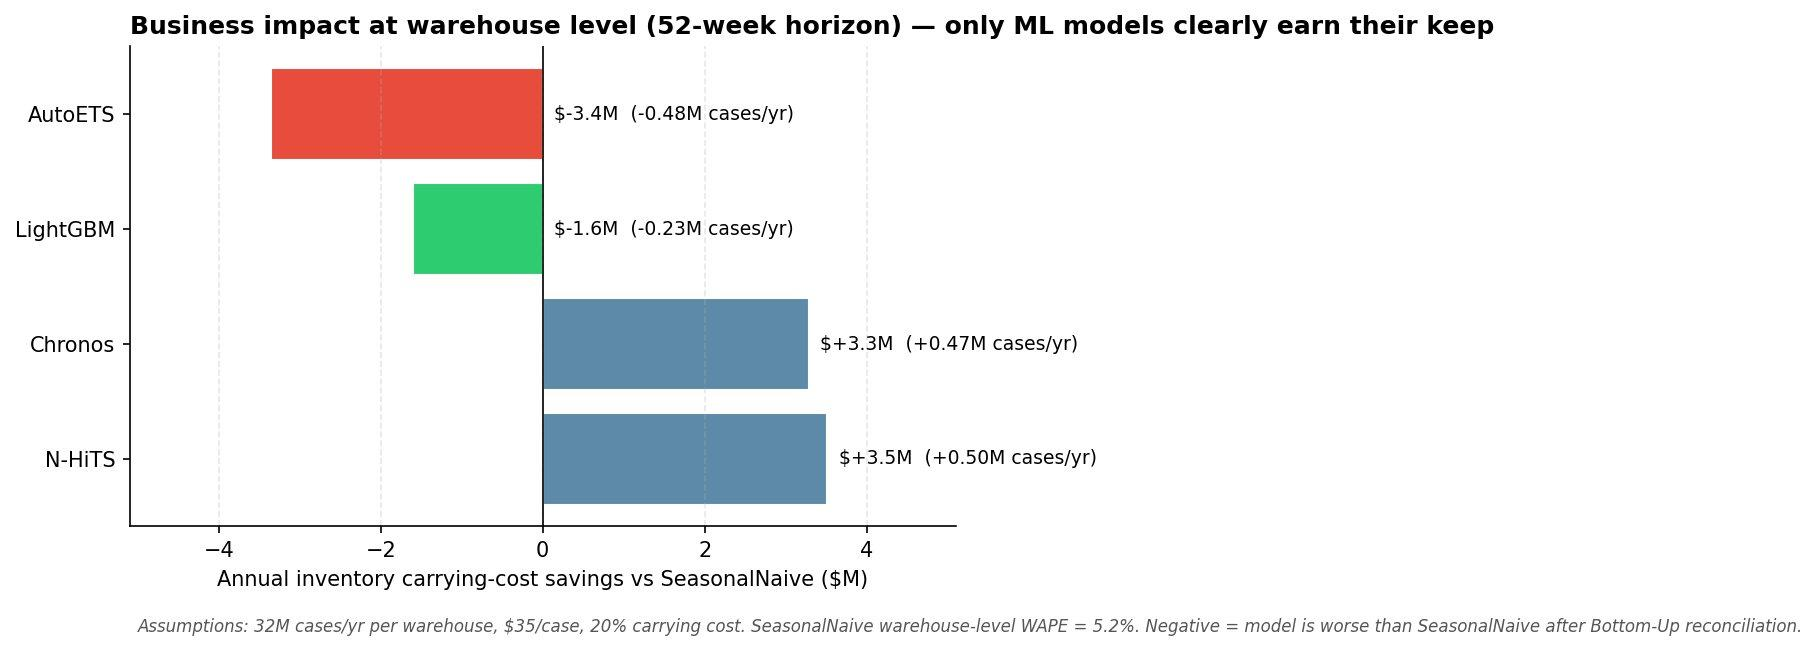 Business impact at warehouse level (52-week horizon) — only ML models clearly earn their keep
AutoETS
$-3.4M (-0.48M cases/yr)
LightGBM
$-1.6M (-0.23M cases/yr)
Chronos
$+3.3M (+0.47M cases/yr)
N-HiTS
$+3.5M (+0.50M cases/yr)
−4 −2 0 2 4
Annual inventory carrying-cost savings vs SeasonalNaive ($M)
Assumptions: 32M cases/yr per warehouse, $35/case, 20% carrying cost. SeasonalNaive warehouse-level WAPE = 5.2%. Negative = model is worse than SeasonalNaive after Bottom-Up reconciliation.